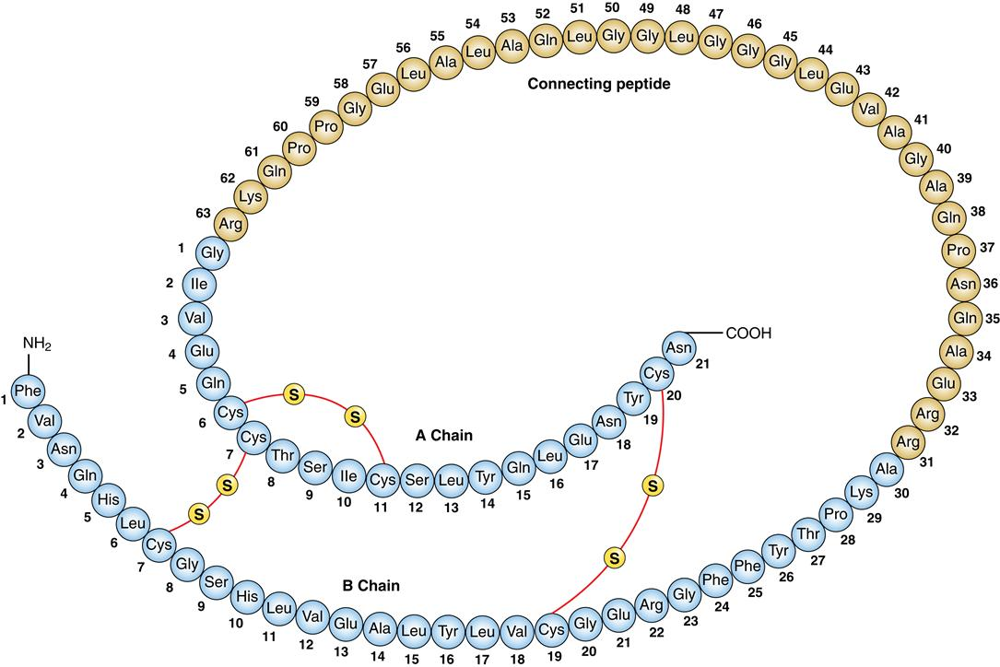 NH2
Phe 1
Val 2
Asn 3
Gln 4
His 5
Leu 6
Cys 7
Gly 8
Ser 9
His 10
Leu 11
Val 12
Glu 13
Ala 14
Leu 15
Tyr 16
Leu 17
Val 18
Cys 19
Gly 20
Glu 21
Arg 22
Gly 23
Phe 24
Phe 25
Tyr 26
Thr 27
Pro 28
Lys 29
Ala 30
B Chain
Arg 31
Arg 32
Glu 33
Ala 34
Gln 35
Asn 36
Pro 37
Gln 38
Ala 39
Gly 40
Ala 41
Val 42
Glu 43
Leu 44
Gly 45
Gly 46
Gly 47
Leu 48
Gly 49
Gly 50
Leu 51
Gln 52
Ala 53
Leu 54
Ala 55
Leu 56
Glu 57
Gly 58
Pro 59
Pro 60
Gln 61
Lys 62
Arg 63
Connecting peptide
Gly 1
IIe 2
Val 3
Glu 4
Gln 5
Cys 6
Cys 7
Thr 8
Ser 9
IIe 10
Cys 11
Ser 12
Leu 13
Tyr 14
Gln 15
Leu 16
Glu 17
Asn 18
Tyr 19
Cys 20
Asn 21
COOH
A Chain
S
S
S
S
S
S